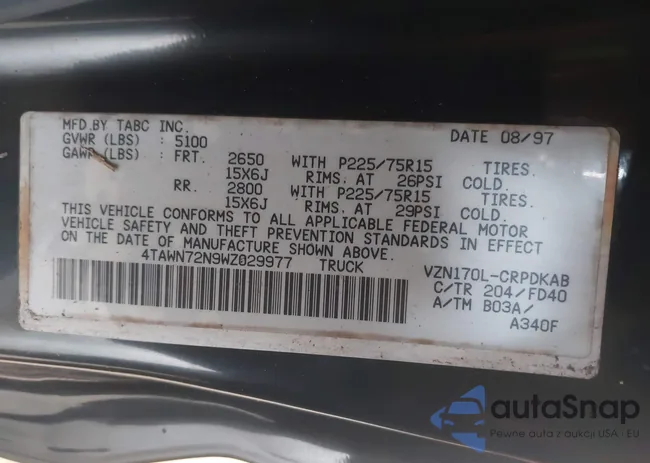 MFD.BY TABC INC. DATE 08/97
GVWR (LBS) : 5100
GAWR (LBS) : FRT. 2650 WITH P225/75R15 TIRES.
15X6J RIMS. AT 26PSI COLD.
RR. 2800 WITH P225/75R15 TIRES.
15X6J RIMS. AT 29PSI COLD.
THIS VEHICLE CONFORMS TO ALL APPLICABLE FEDERAL MOTOR
VEHICLE SAFETY AND THEFT PREVENTION STANDARDS IN EFFECT
ON THE DATE OF MANUFACTURE SHOWN ABOVE.
4TAWN72N9WZ029977 TRUCK
VZN170L-CRPDKAB
C/TR 204/FD40
A/TM B03A/
A340F
autaSnap
Pewne auta z aukcji USA i EU